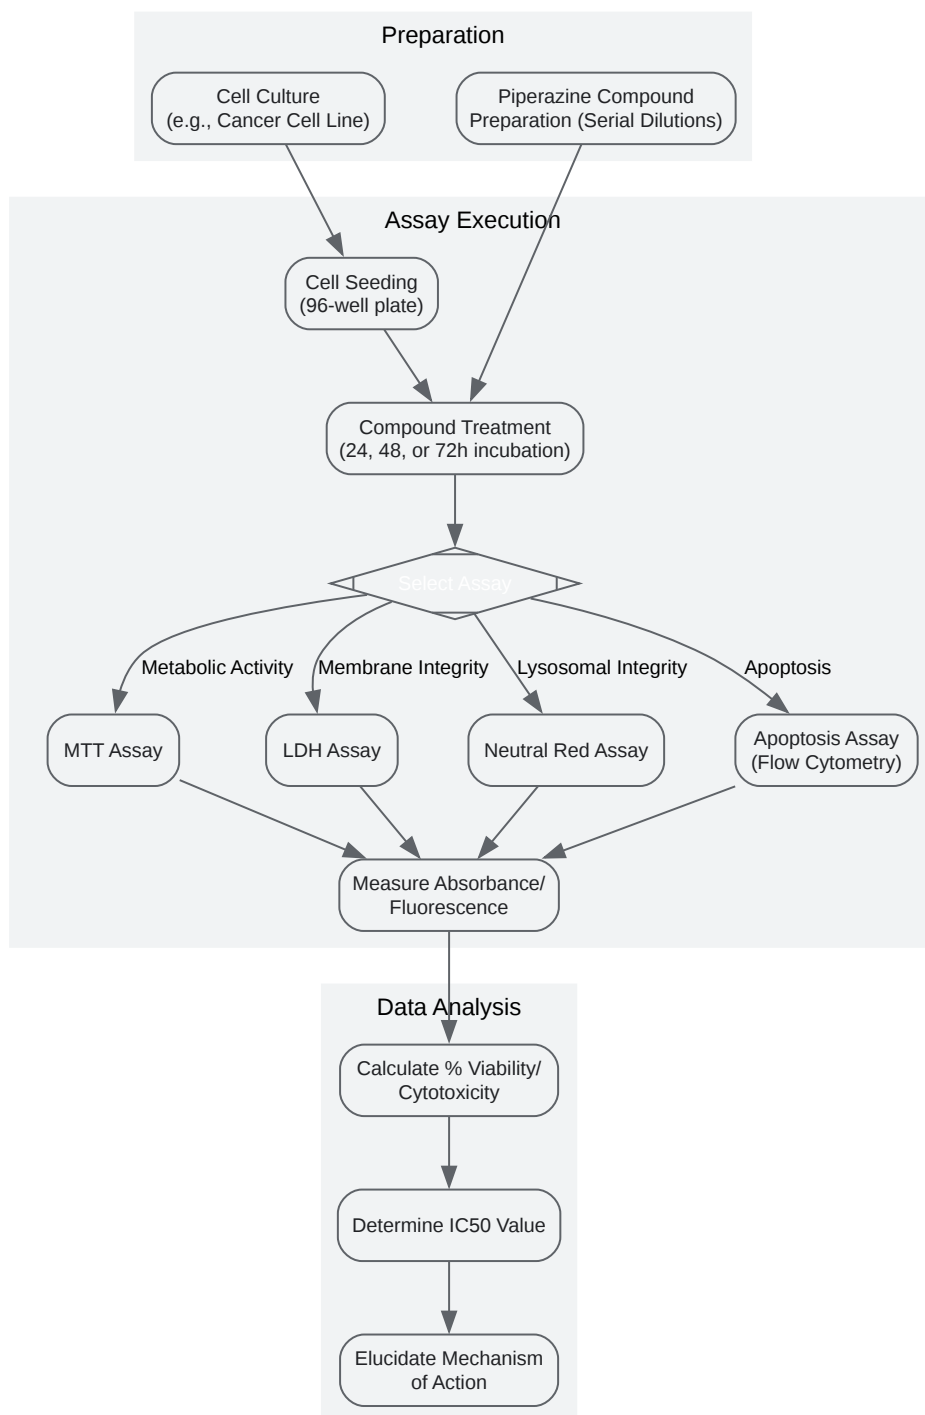 Preparation
Cell Culture
(e.g., Cancer Cell Line)
Piperazine Compound
Preparation (Serial Dilutions)
Assay Execution
Cell Seeding
(96-well plate)
Compound Treatment
(24, 48, or 72h incubation)
Select Assay
Metabolic Activity
Membrane Integrity
Lysosomal Integrity
Apoptosis
MTT Assay
LDH Assay
Neutral Red Assay
Apoptosis Assay
(Flow Cytometry)
Measure Absorbance/
Fluorescence
Data Analysis
Calculate % Viability/
Cytotoxicity
Determine IC50 Value
Elucidate Mechanism
of Action